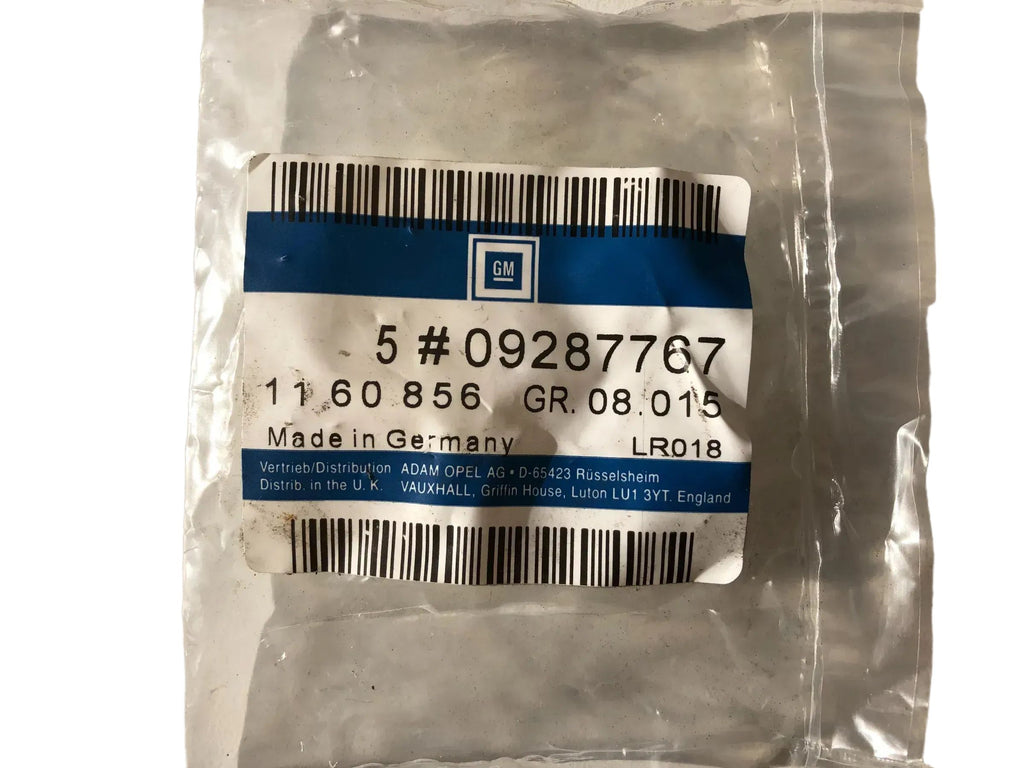 GM
5 # 09287767
11 60 856 GR. 08.015
Made in Germany LR018
Vertrieb/Distribution ADAM OPEL AG • D-65423 Rüsselsheim
Distrib. in the U. K. VAUXHALL, Griffin House, Luton LU1 3YT. England